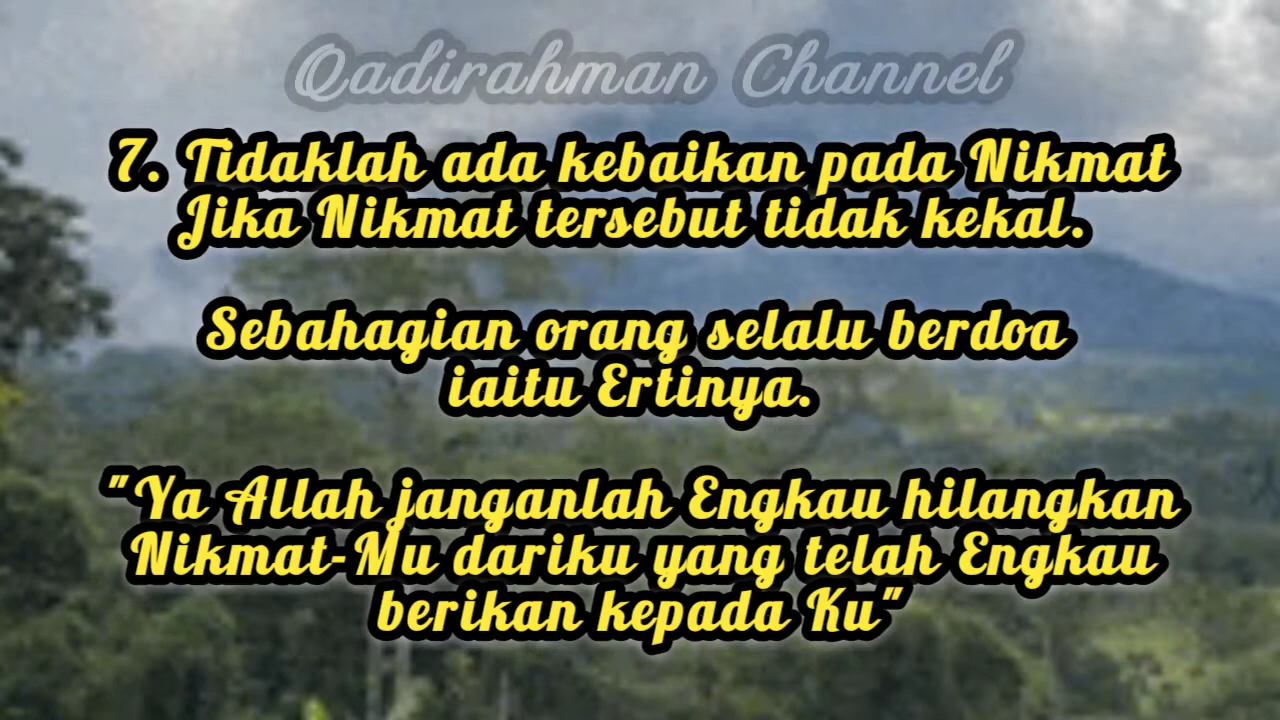 Qadirahman Channel
7. Tidaklah ada kebaikan pada Nikmat
Jika Nikmat tersebut tidak kekal.
Sebahagian orang selalu berdoa
iaitu Ertinya.
"Ya Allah janganlah Engkau hilangkan
Nikmat-Mu dariku yang telah Engkau
berikan kepada Ku"